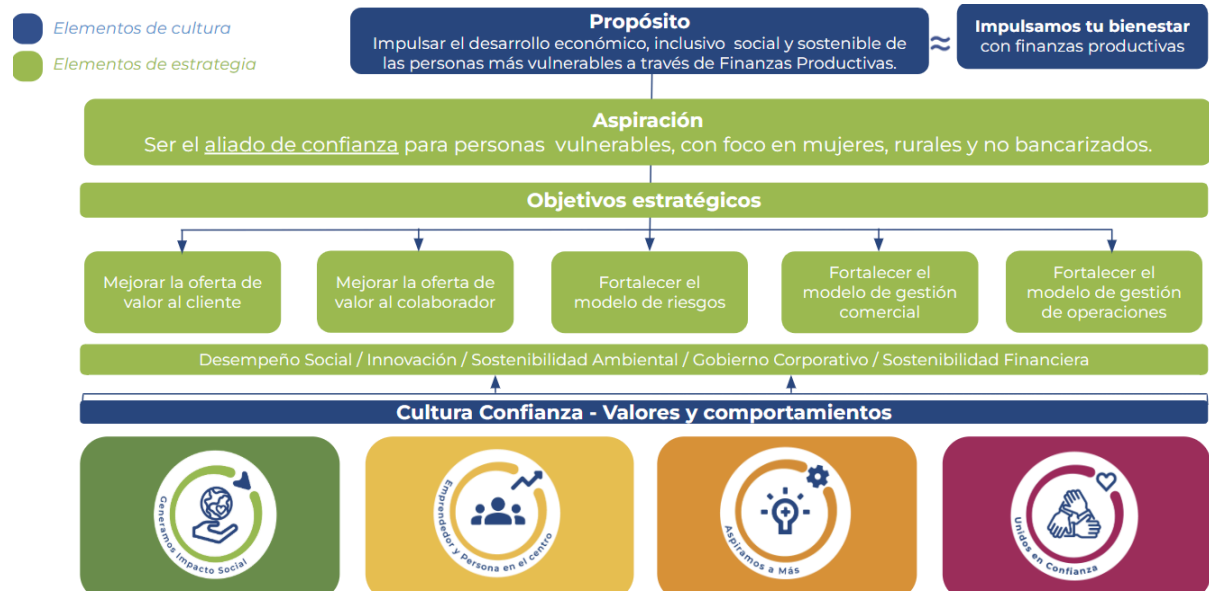 Elementos de cultura
Elementos de estrategia
Propósito
Impulsar el desarrollo económico, inclusivo social y sostenible de
las personas más vulnerables a través de Finanzas Productivas.
≈
Impulsamos tu bienestar
con finanzas productivas
Aspiración
Ser el aliado de confianza para personas vulnerables, con foco en mujeres, rurales y no bancarizados.
Objetivos estratégicos
Mejorar la oferta de
valor al cliente
Mejorar la oferta de
valor al colaborador
Fortalecer el
modelo de riesgos
Fortalecer el
modelo de gestión
comercial
Fortalecer el
modelo de gestión
de operaciones
Desempeño Social / Innovación / Sostenibilidad Ambiental / Gobierno Corporativo / Sostenibilidad Financiera
Cultura Confianza - Valores y comportamientos
Generamos Impacto Social
Emprendedor y Persona en el centro
Aspiramos a Más
Unidos en Confianza